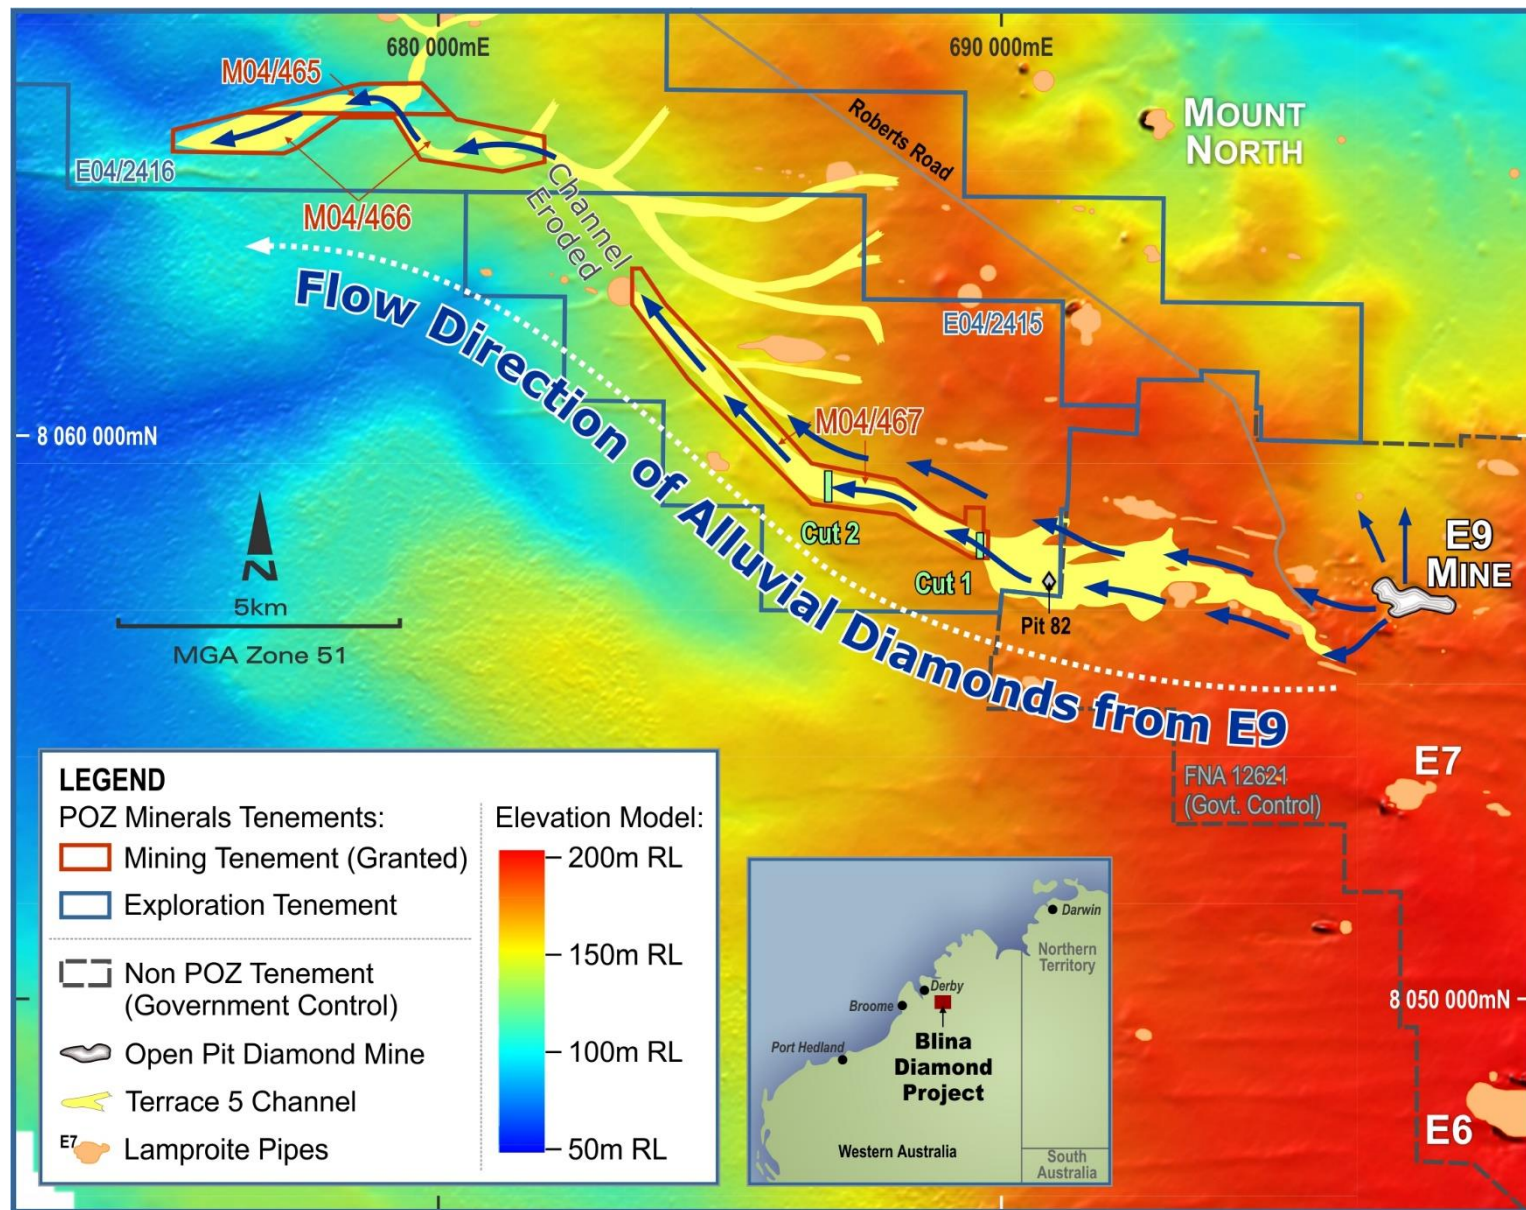 680 000mE
690 000mE
M04/465
MOUNT
NORTH
Roberts Road
E04/2416
M04/466
Channel
Eroded
E04/2415
Flow Direction of Alluvial Diamonds from E9
8 060 000mN
M04/467
Cut 2
Cut 1
Pit 82
E9
MINE
N
5km
MGA Zone 51
E7
FNA 12621
(Govt. Control)
8 050 000mN
E6
LEGEND
POZ Minerals Tenements:
Mining Tenement (Granted)
Exploration Tenement
Non POZ Tenement
(Government Control)
Open Pit Diamond Mine
Terrace 5 Channel
E7
Lamproite Pipes
Elevation Model:
200m RL
150m RL
100m RL
50m RL
Darwin
Northern
Territory
Derby
Broome
Port Hedland
Blina
Diamond
Project
Western Australia
South
Australia